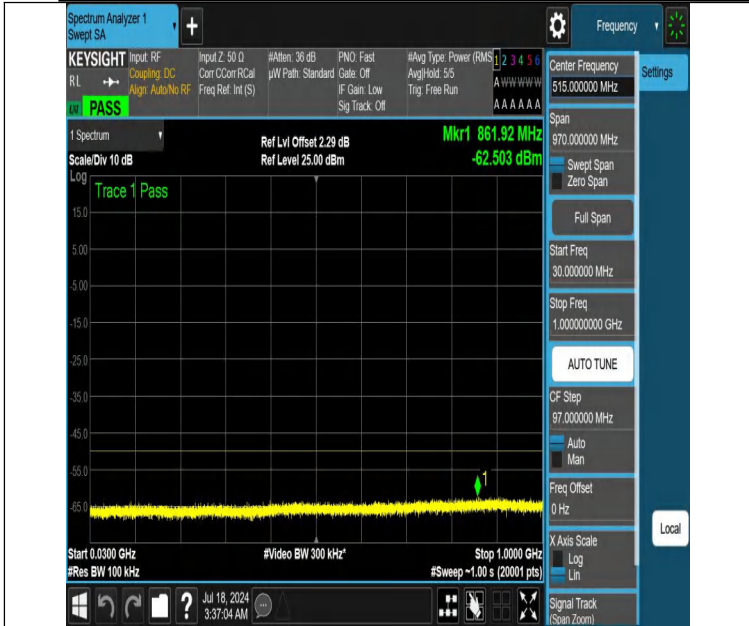 Spectrum Analyzer 1
Swept SA
Frequency
KEYSIGHT
RL
PASS
Input: RF
Coupling: DC
Align: Auto/No RF
Input Z: 50 Ω
Corr CCorr RCal
Freq Ref: Int (S)
#Atten: 36 dB
µW Path: Standard
PNO: Fast
Gate: Off
IF Gain: Low
Sig Track: Off
#Avg Type: Power (RMS
Avg|Hold: 5/5
Trig: Free Run
1 2 3 4 5 6
A W W W W W
A A A A A A
1 Spectrum
Scale/Div 10 dB
Ref Lvl Offset 2.29 dB
Ref Level 25.00 dBm
Mkr1 861.92 MHz
-62.503 dBm
Log
Trace 1 Pass
15.0
5.00
-5.00
-15.0
-25.0
-35.0
-45.0
-55.0
-65.0
1
Start 0.0300 GHz
#Res BW 100 kHz
#Video BW 300 kHz*
Stop 1.0000 GHz
#Sweep ~1.00 s (20001 pts)
Jul 18, 2024
3:37:04 AM
Center Frequency
515.000000 MHz
Span
970.000000 MHz
Swept Span
Zero Span
Full Span
Start Freq
30.000000 MHz
Stop Freq
1.000000000 GHz
AUTO TUNE
CF Step
97.000000 MHz
Auto
Man
Freq Offset
0 Hz
X Axis Scale
Log
Lin
Signal Track
(Span Zoom)
Settings
Local